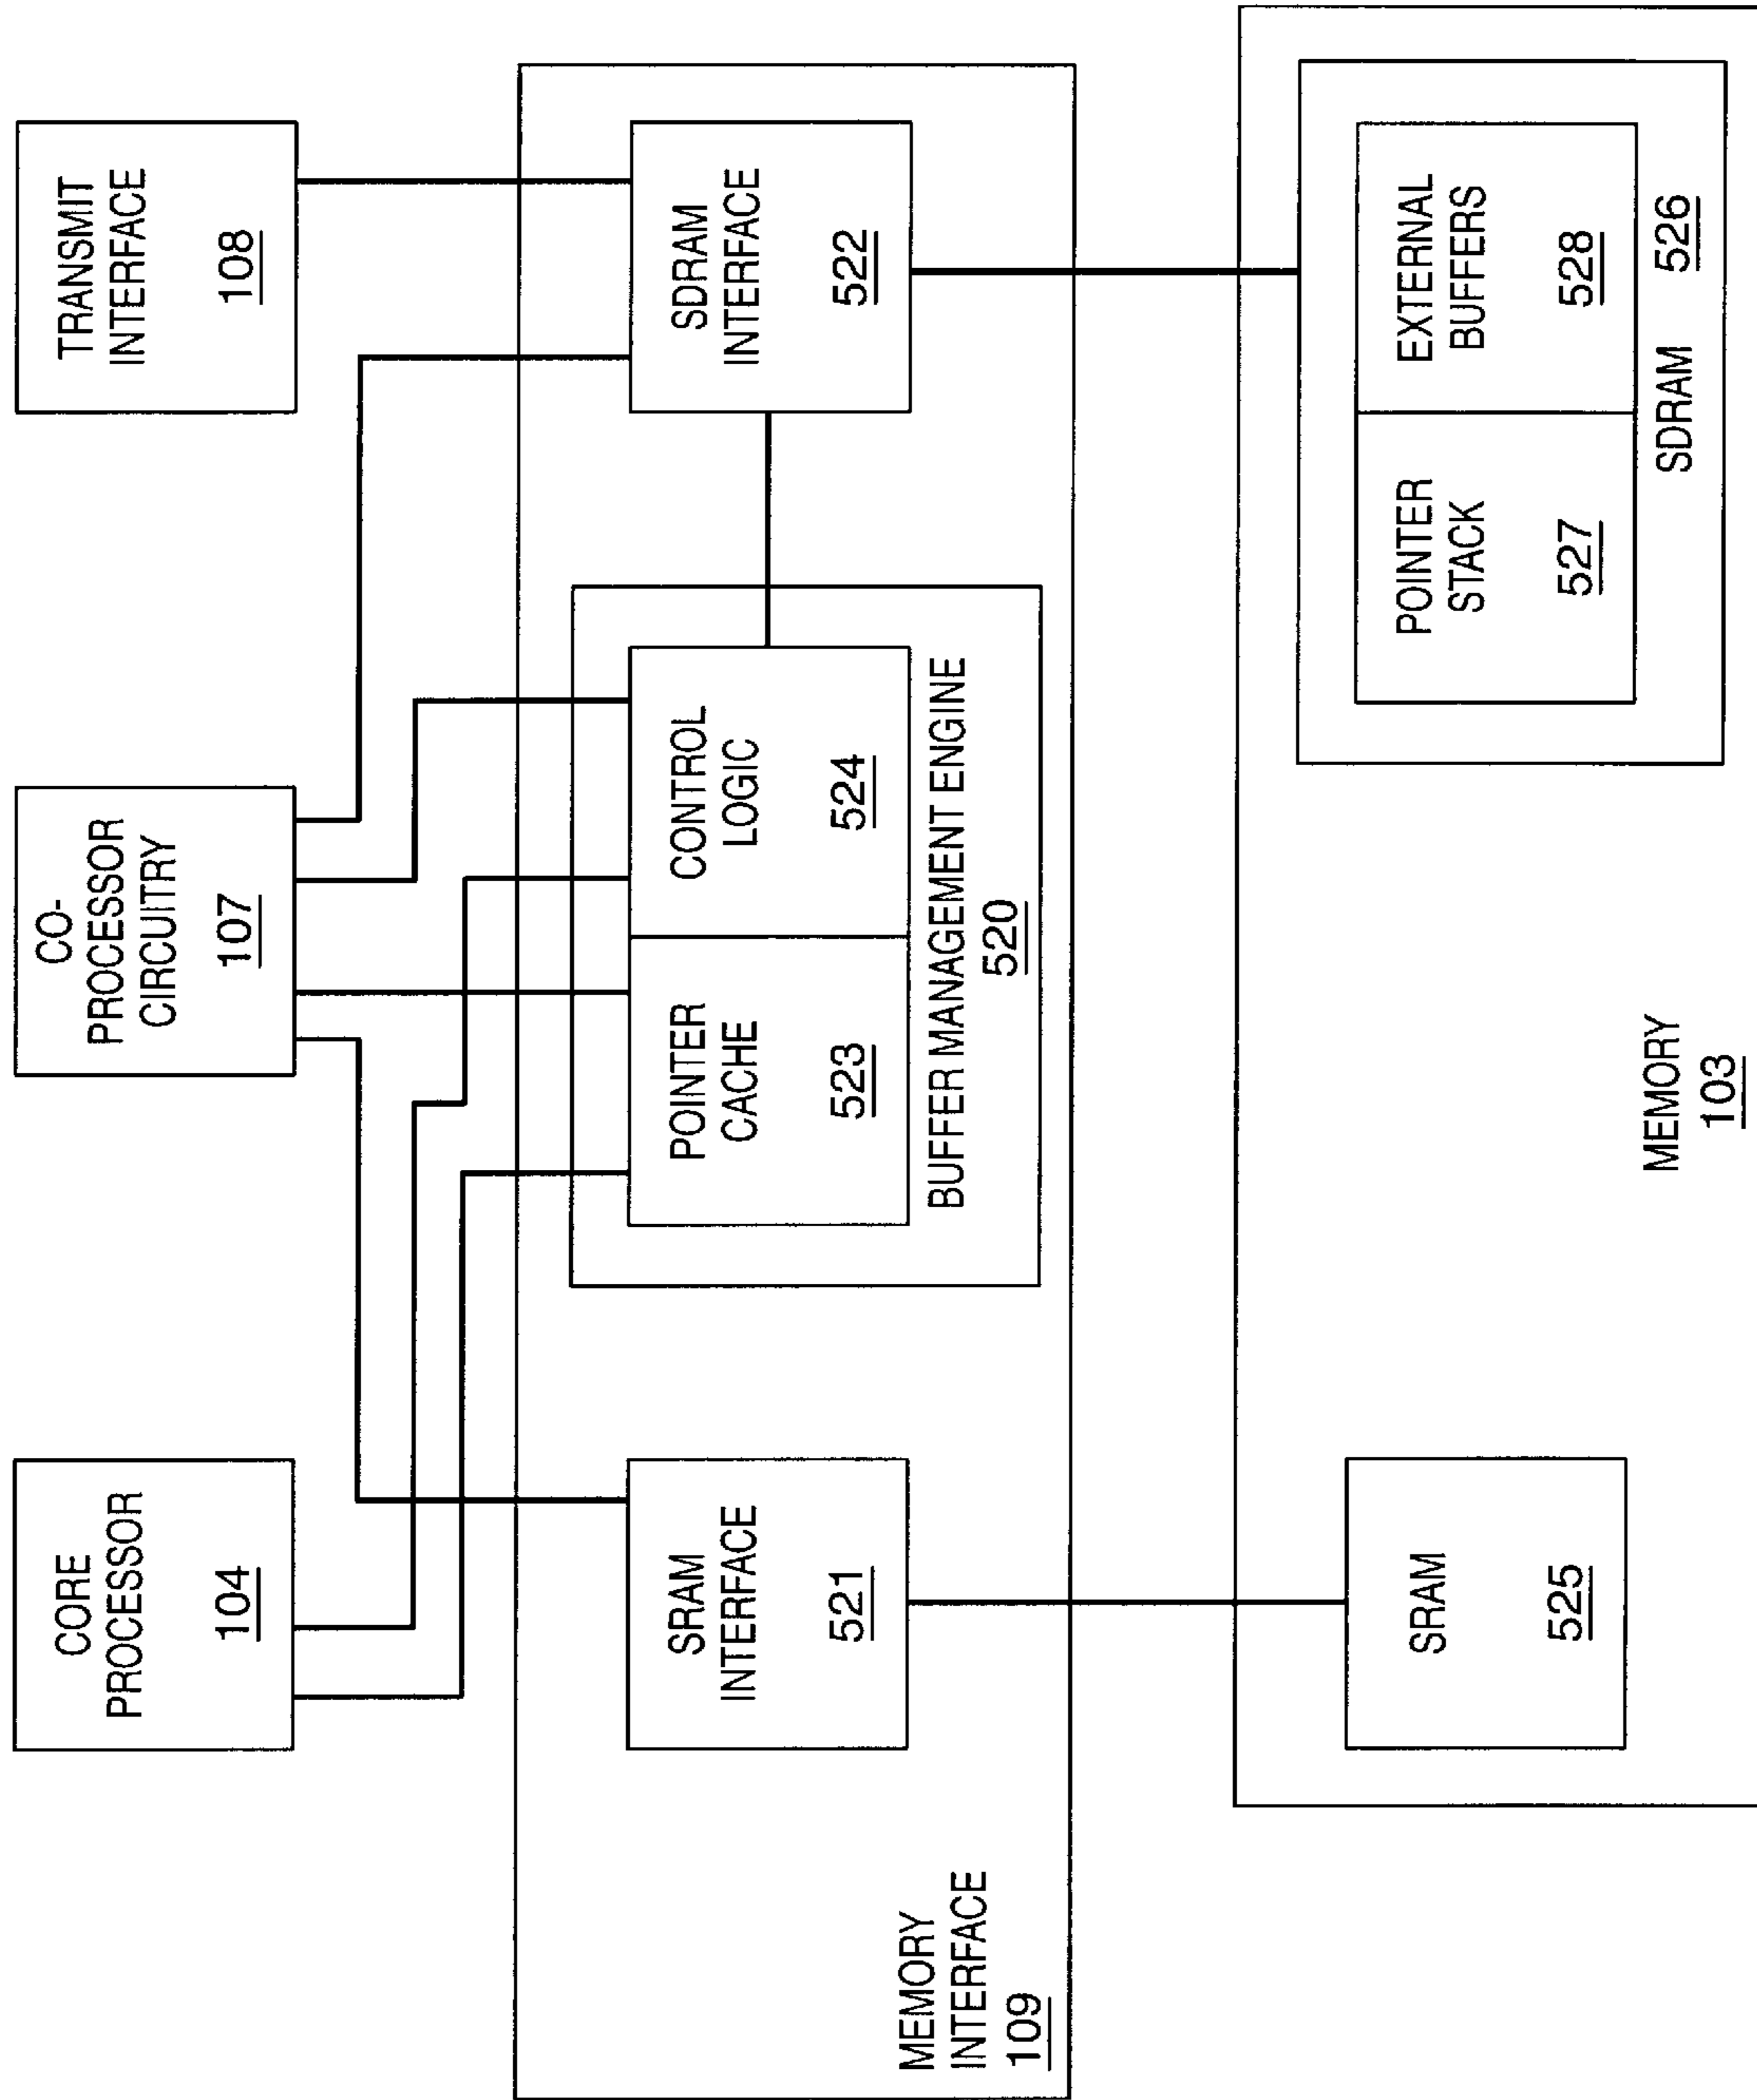 CORE
PROCESSOR
104
CO-
PROCESSOR
CIRCUITRY
107
TRANSMIT
INTERFACE
108
MEMORY
INTERFACE
109
SRAM
INTERFACE
521
POINTER
CACHE
523
CONTROL
LOGIC
524
BUFFER MANAGEMENT ENGINE
520
SDRAM
INTERFACE
522
SRAM
525
MEMORY
103
POINTER
STACK
527
EXTERNAL
BUFFERS
528
SDRAM 526